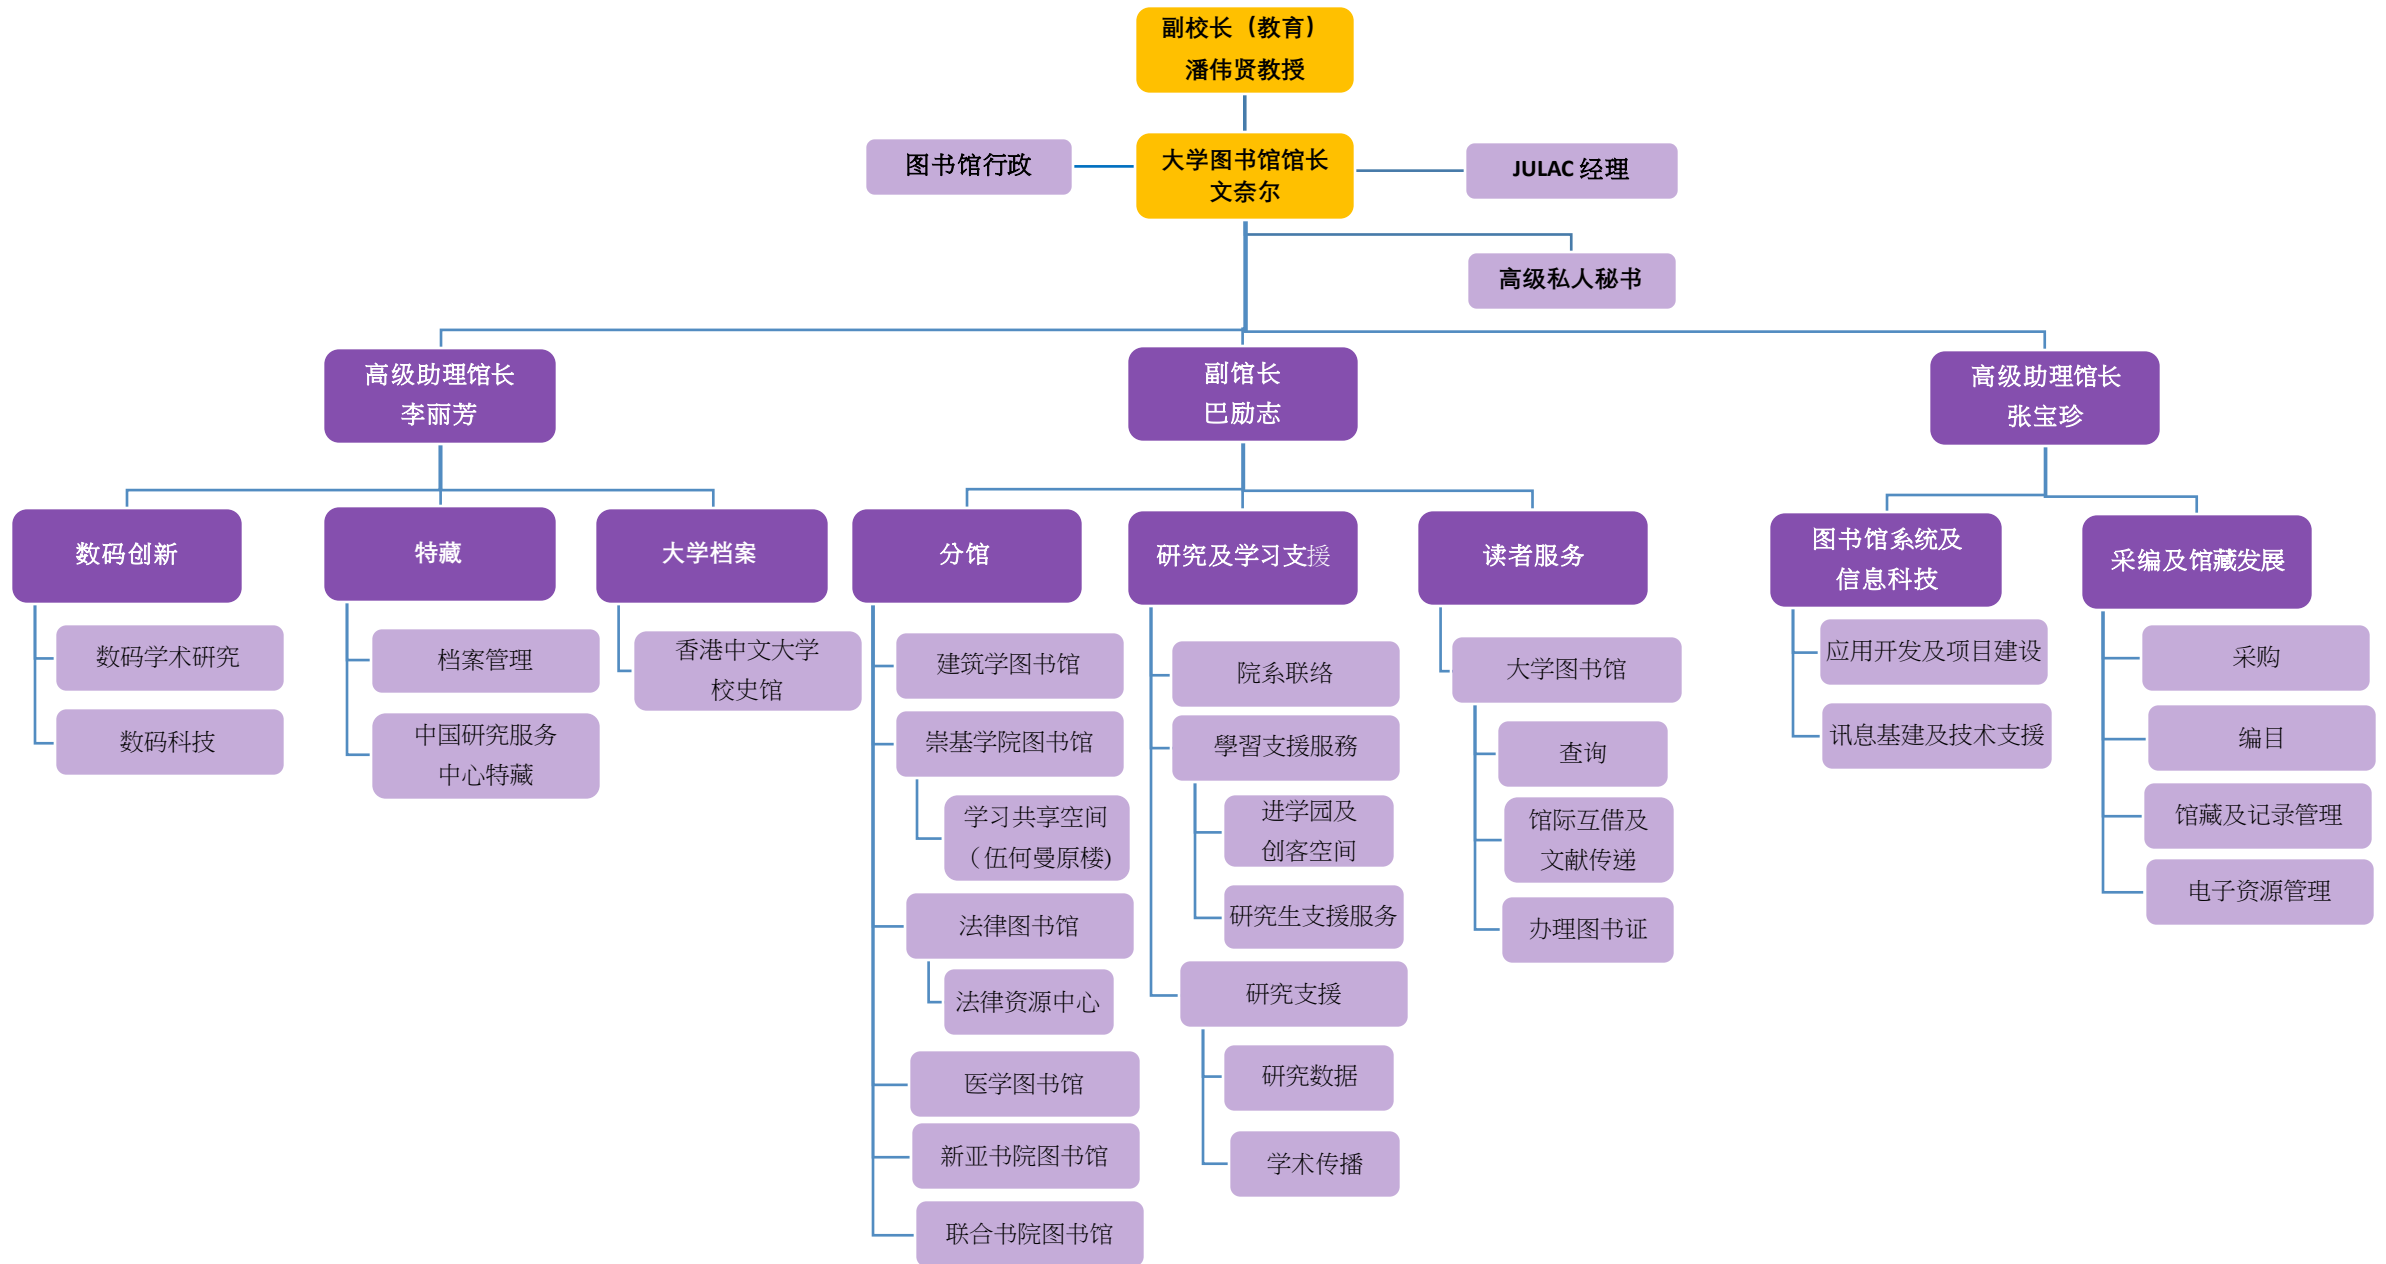 副校长（教育）
潘伟贤教授
图书馆行政
大学图书馆馆长
文奈尔
JULAC 经理
高级私人秘书
高级助理馆长
李丽芳
副馆长
巴励志
高级助理馆长
张宝珍
数码创新
特藏
大学档案
分馆
研究及学习支援
读者服务
图书馆系统及
信息科技
采编及馆藏发展
数码学术研究
数码科技
档案管理
中国研究服务
中心特藏
香港中文大学
校史馆
建筑学图书馆
崇基学院图书馆
学习共享空间
（伍何曼原楼)
法律图书馆
法律资源中心
医学图书馆
新亚书院图书馆
联合书院图书馆
院系联络
學習支援服務
进学园及
创客空间
研究生支援服务
研究支援
研究数据
学术传播
大学图书馆
查询
馆际互借及
文献传递
办理图书证
应用开发及项目建设
讯息基建及技术支援
采购
编目
馆藏及记录管理
电子资源管理